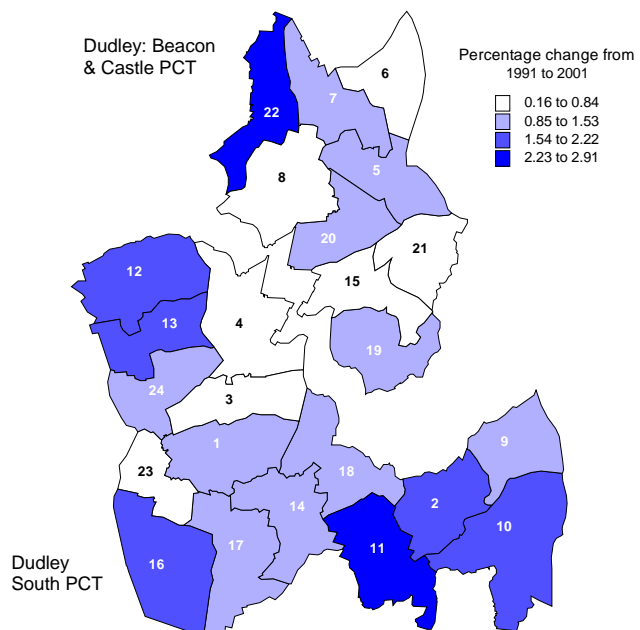 Dudley: Beacon
& Castle PCT
Percentage change from
1991 to 2001
0.16 to 0.84
0.85 to 1.53
1.54 to 2.22
2.23 to 2.91
6
7
22
8
5
20
21
12
15
13
4
19
24
3
1
9
23
18
14
2
10
17
11
16
Dudley
South PCT